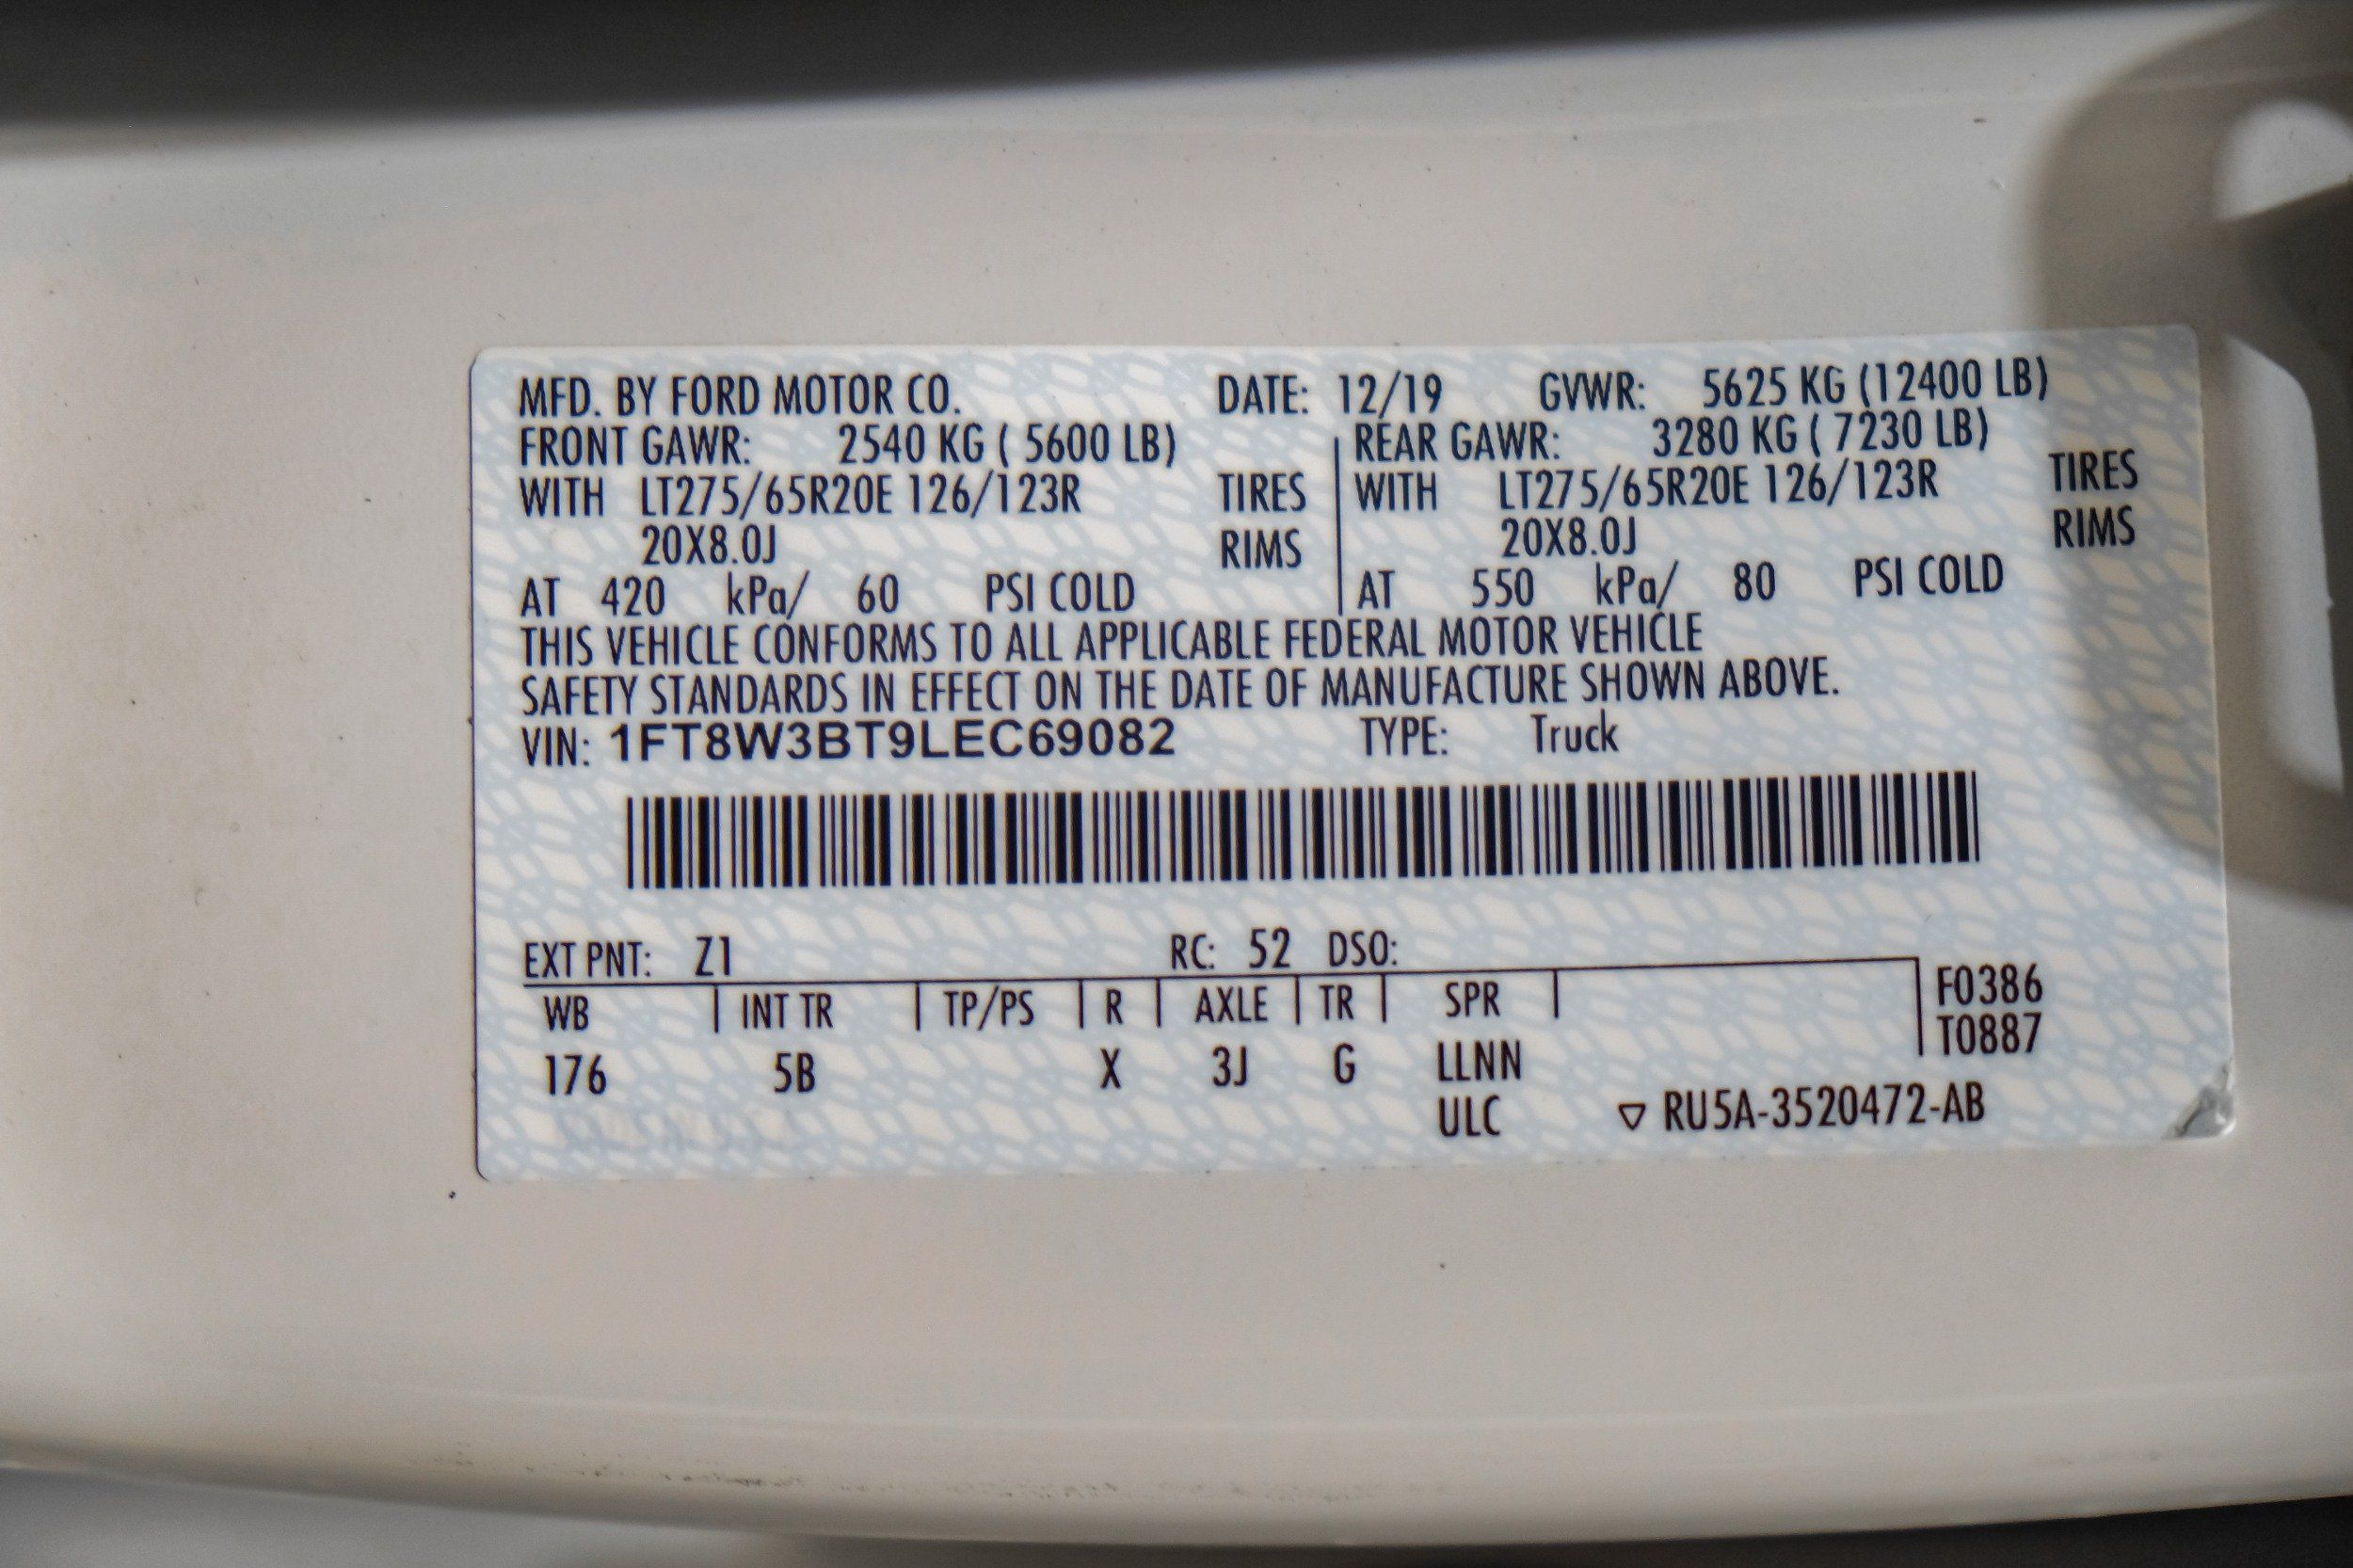 MFD. BY FORD MOTOR CO. DATE: 12/19 GVWR: 5625 KG (12400 LB)
FRONT GAWR: 2540 KG ( 5600 LB) REAR GAWR: 3280 KG ( 7230 LB)
WITH LT275/65R20E 126/123R TIRES WITH LT275/65R20E 126/123R TIRES
20X8.0J RIMS 20X8.0J RIMS
AT 420 kPa/ 60 PSI COLD AT 550 kPa/ 80 PSI COLD
THIS VEHICLE CONFORMS TO ALL APPLICABLE FEDERAL MOTOR VEHICLE
SAFETY STANDARDS IN EFFECT ON THE DATE OF MANUFACTURE SHOWN ABOVE.
VIN: 1FT8W3BT9LEC69082 TYPE: Truck
EXT PNT: Z1 RC: 52 DSO:
WB INT TR TP/PS R AXLE TR SPR F0386
T0887
176 5B X 3J G LLNN
ULC ▽ RU5A-3520472-AB